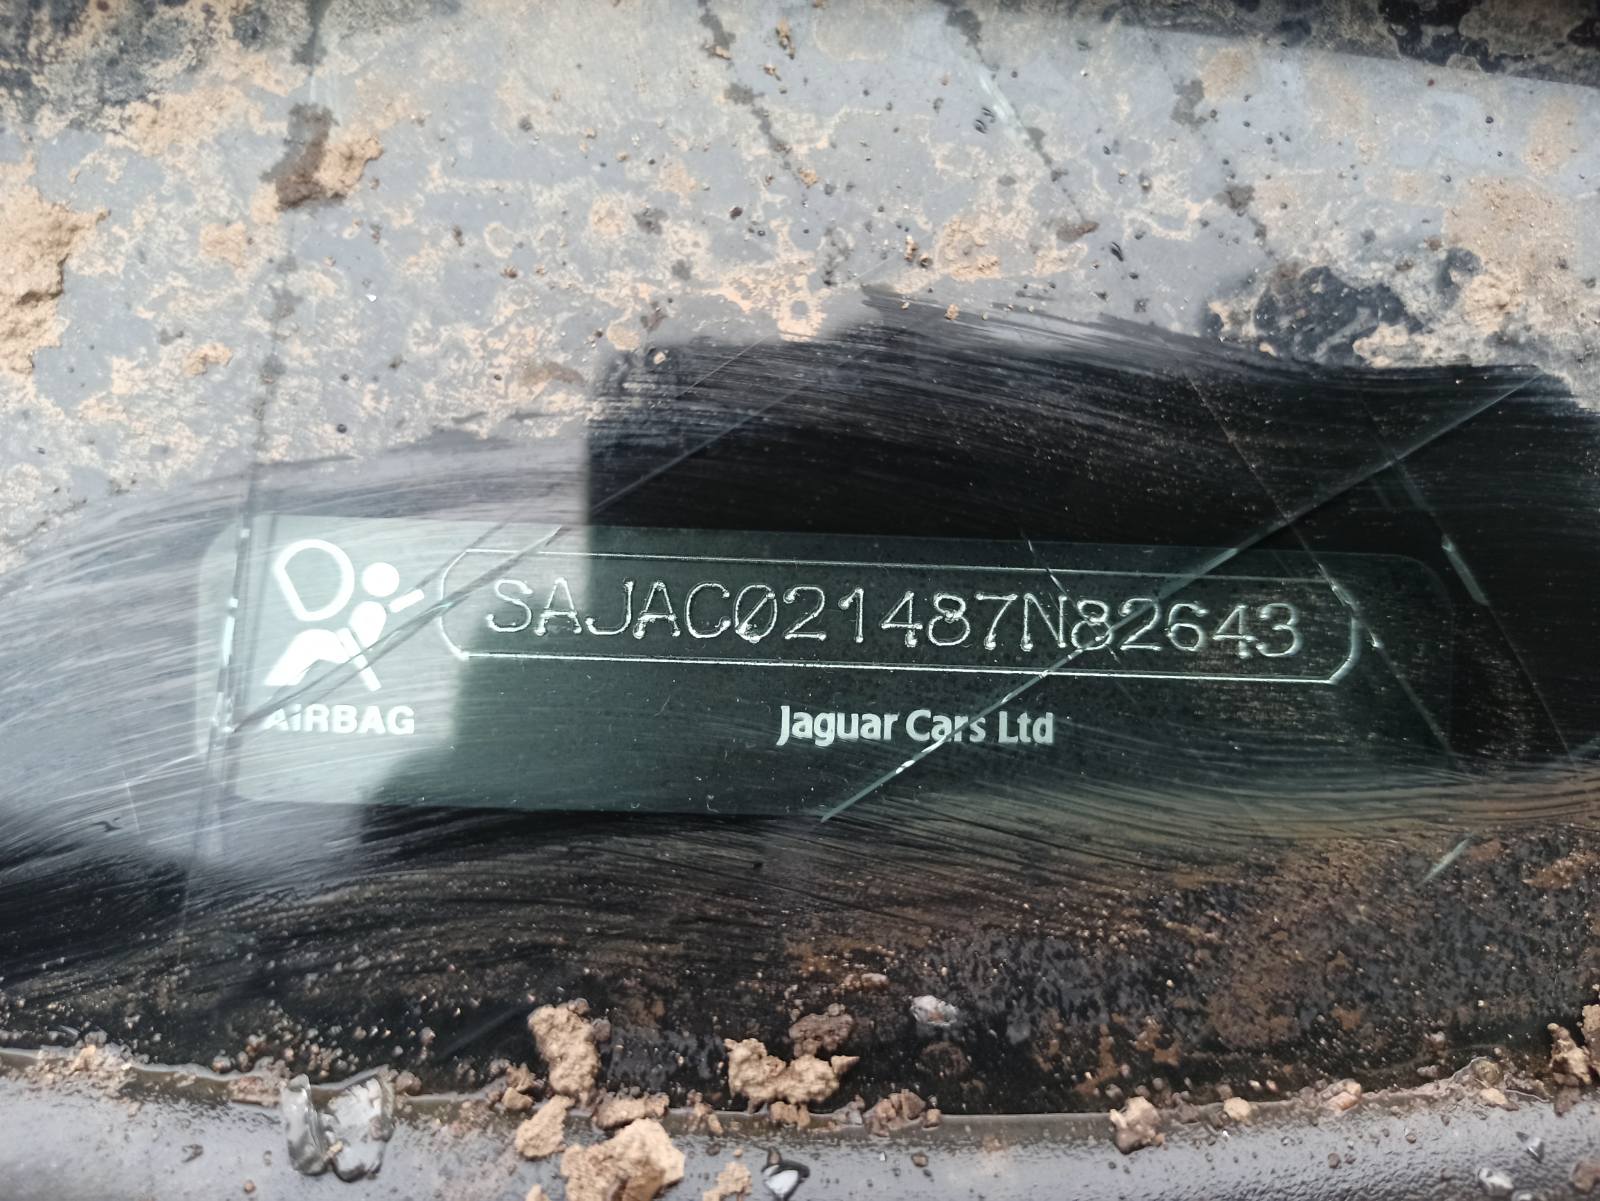 SAJAC021487N82643
AiRBAG
Jaguar Cars Ltd